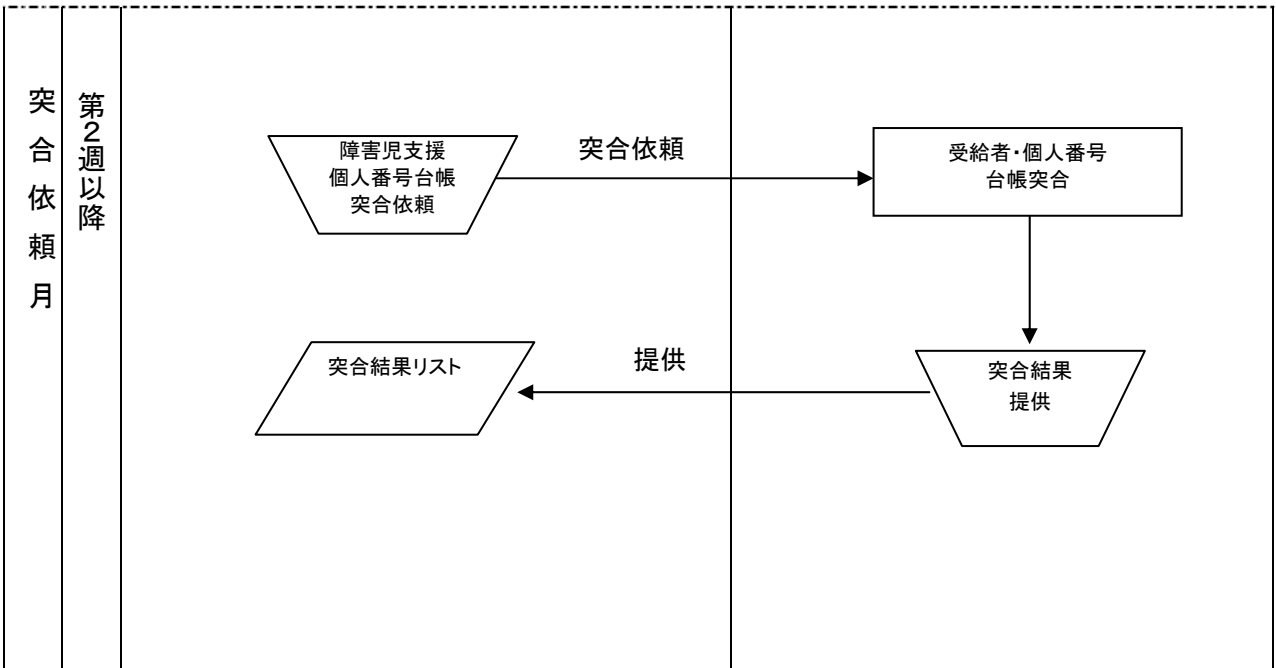 突合依頼月
第2週以降
障害児支援
個人番号台帳
突合依頼
突合依頼
受給者・個人番号
台帳突合
突合結果リスト
提供
突合結果
提供